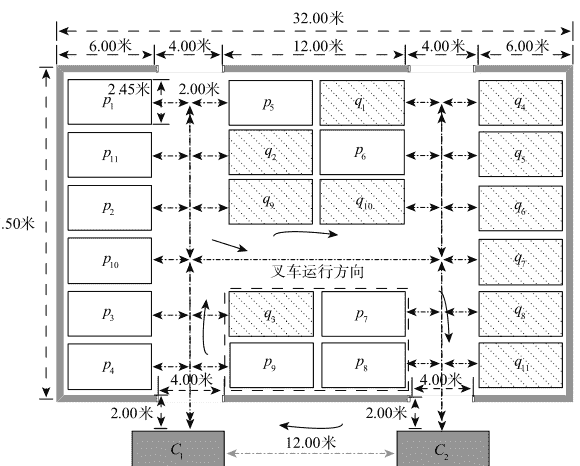 32.00米
6.00米 4.00米 12.00米 4.00米 6.00米
2.45米 2.00米
p₁ p₅ q₁ q₄
p₁₁ q₂ p₆ q₅
p₂ q₉ q₁₀ q₆
.50米
p₁₀ q₇
叉车运行方向
p₃ q₃ p₇ q₈
p₄ p₉ p₈ q₁₁
4.00米 4.00米
2.00米 2.00米
C₁ 12.00米 C₂